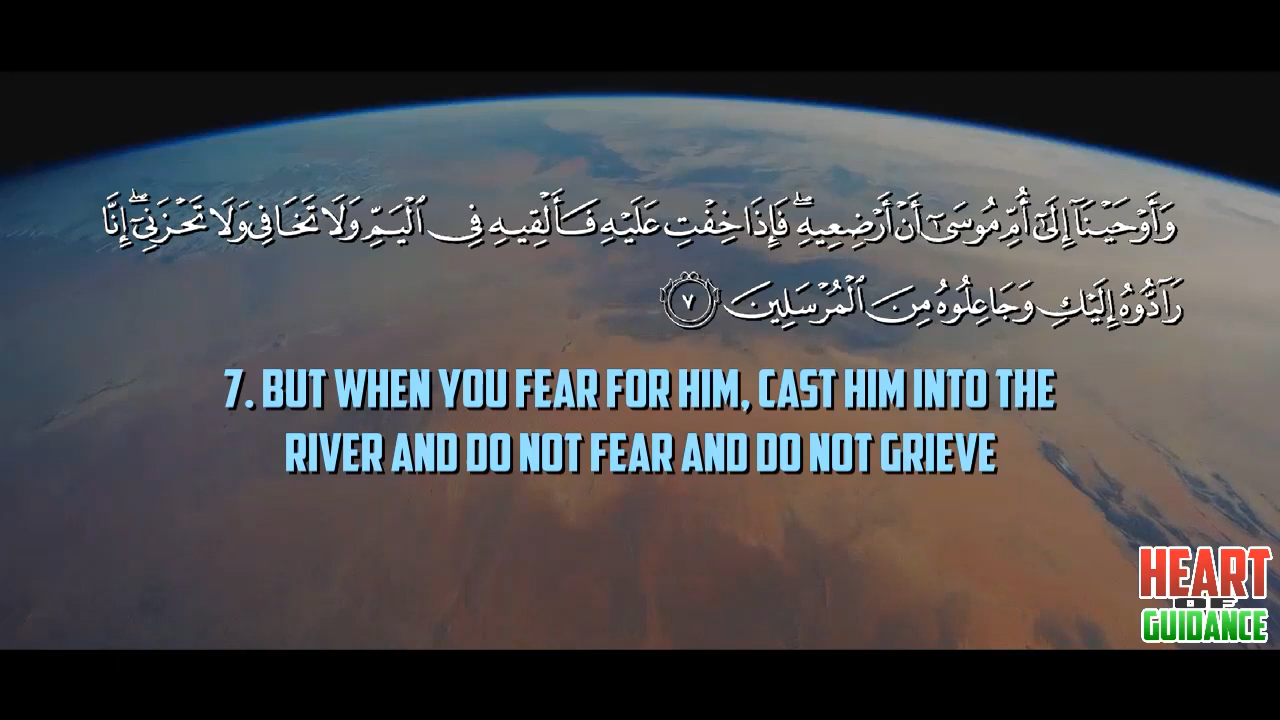 وَأَوْحَيْنَآ إِلَىٰٓ أُمِّ مُوسَىٰٓ أَنْ أَرْضِعِيهِ ۖ فَإِذَا خِفْتِ عَلَيْهِ فَأَلْقِيهِ فِى ٱلْيَمِّ وَلَا تَخَافِى وَلَا تَحْزَنِىٓ ۖ إِنَّا
رَآدُّوهُ إِلَيْكِ وَجَاعِلُوهُ مِنَ ٱلْمُرْسَلِينَ ٧
7. BUT WHEN YOU FEAR FOR HIM, CAST HIM INTO THE
RIVER AND DO NOT FEAR AND DO NOT GRIEVE
HEART
OF
GUIDANCE